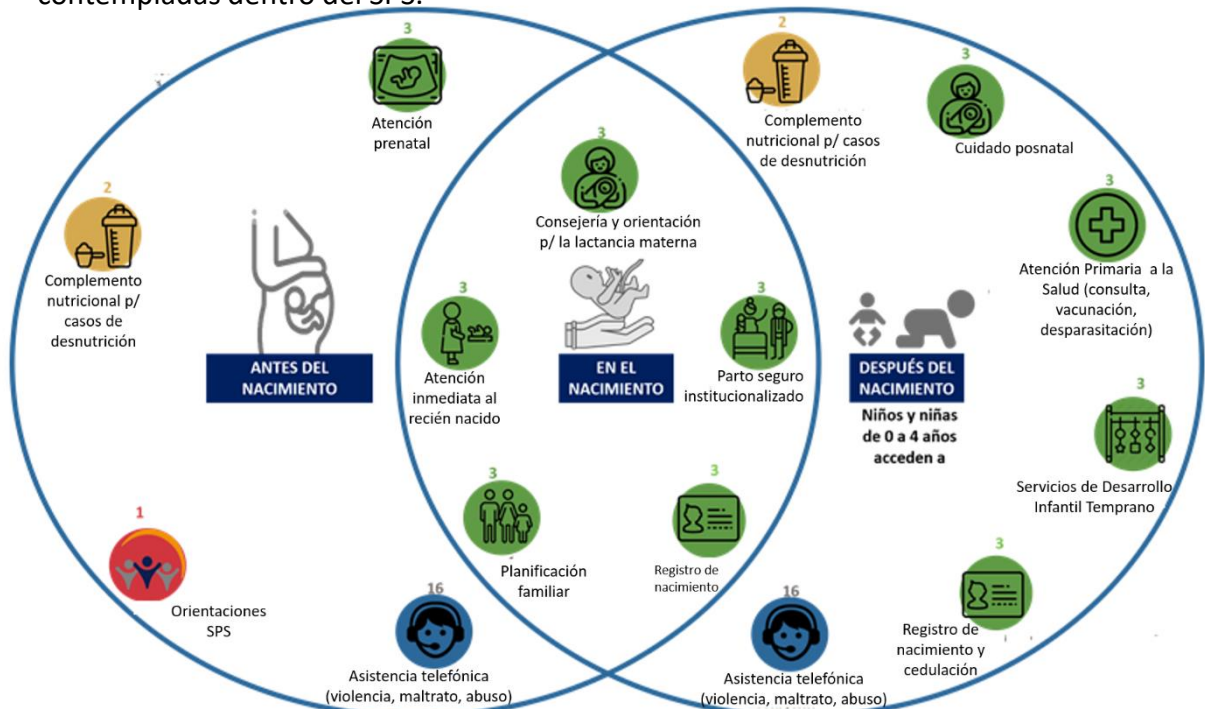 contempladas dentro del SPS.
3
Atención
prenatal
2
Complemento
nutricional p/
casos de
desnutrición
ANTES DEL
NACIMIENTO
1
Orientaciones
SPS
16
Asistencia telefónica
(violencia, maltrato, abuso)
3
Consejería y orientación
p/ la lactancia materna
3
Atención
inmediata al
recién nacido
EN EL
NACIMIENTO
3
Parto seguro
institucionalizado
3
Planificación
familiar
3
Registro de
nacimiento
2
Complemento
nutricional p/ casos
de desnutrición
3
Cuidado posnatal
3
Atención Primaria a la
Salud (consulta,
vacunación,
desparasitación)
DESPUÉS DEL
NACIMIENTO
Niños y niñas
de 0 a 4 años
acceden a
3
Servicios de Desarrollo
Infantil Temprano
3
Registro de
nacimiento y
cedulación
16
Asistencia telefónica
(violencia, maltrato, abuso)